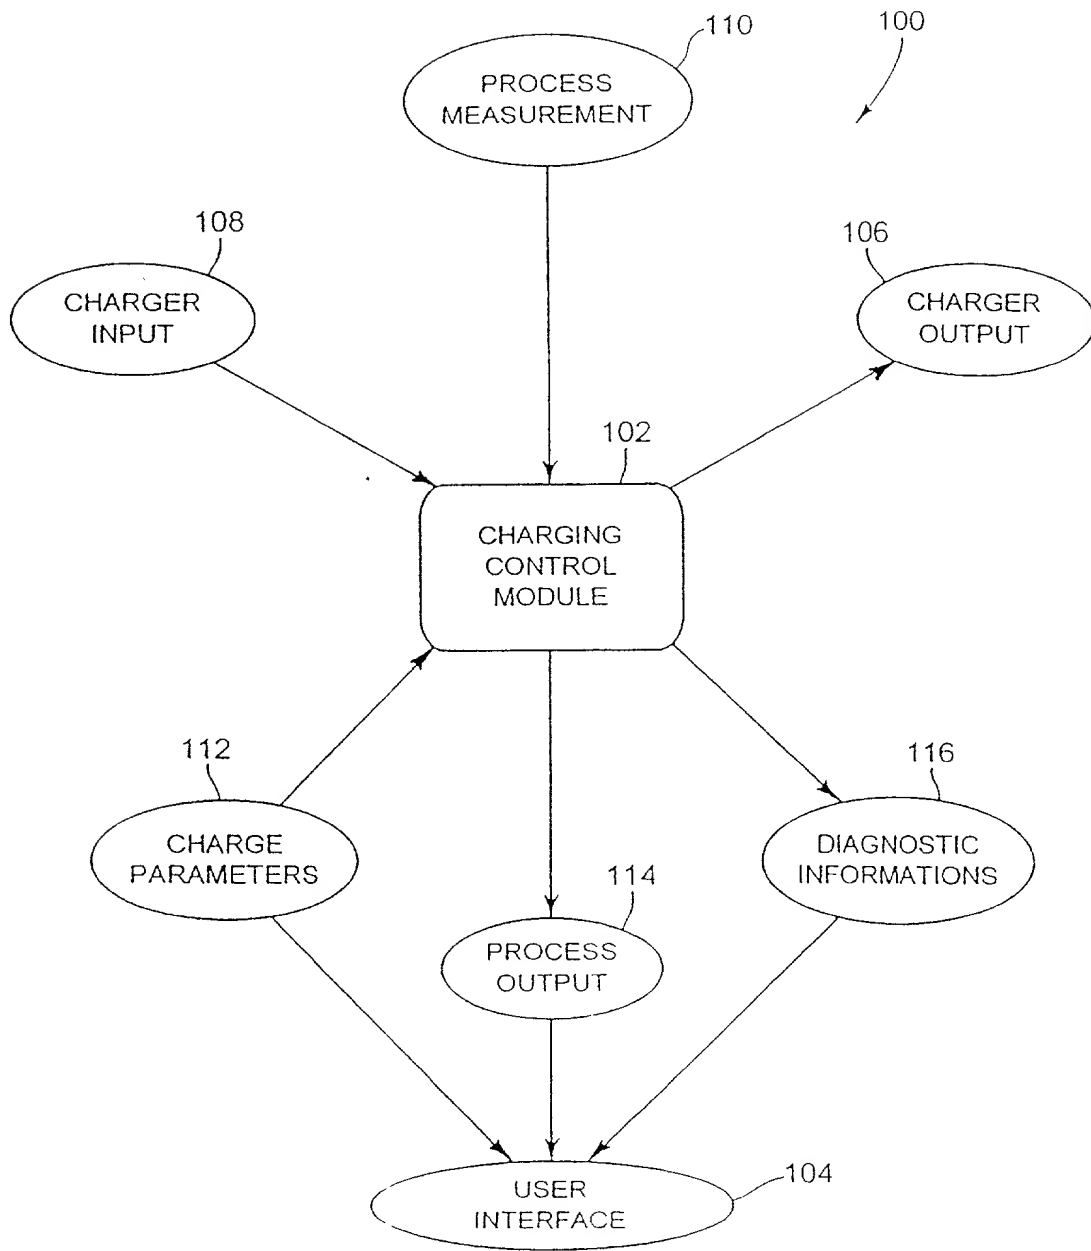 110
100
PROCESS
MEASUREMENT
108
106
CHARGER
INPUT
CHARGER
OUTPUT
102
CHARGING
CONTROL
MODULE
112
116
CHARGE
PARAMETERS
DIAGNOSTIC
INFORMATIONS
114
PROCESS
OUTPUT
USER
INTERFACE
104